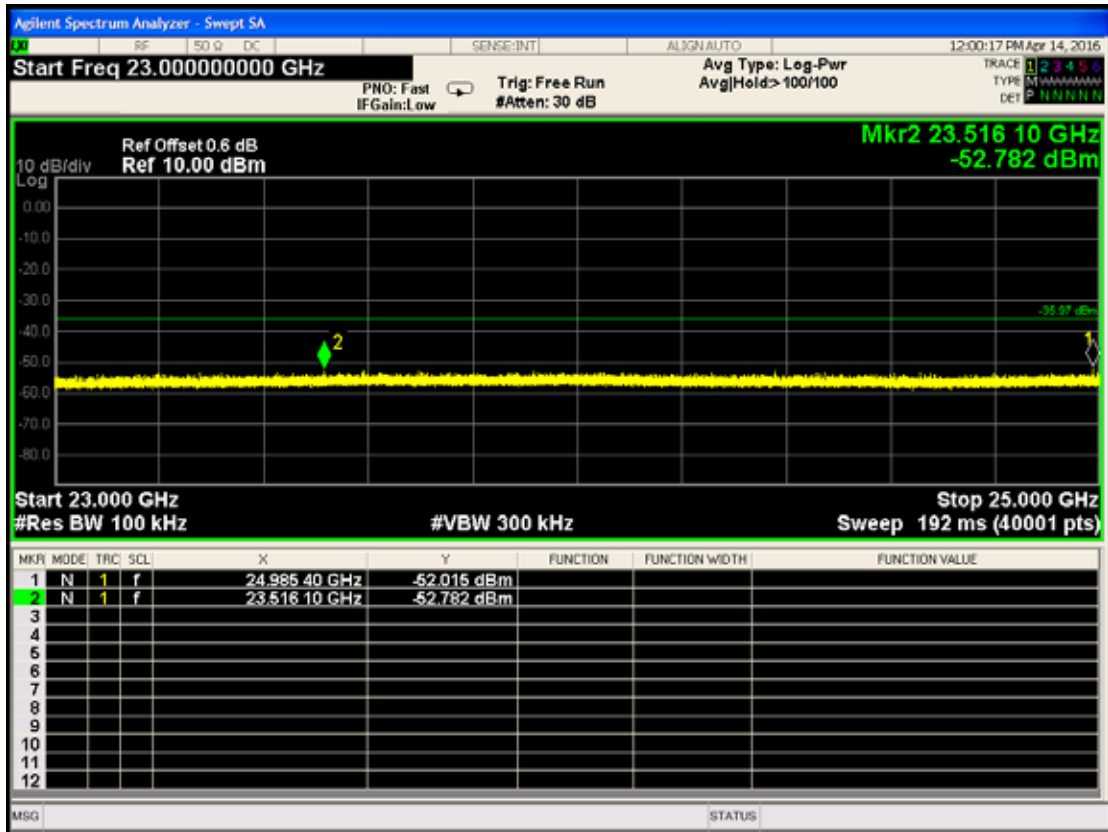 Agilent Spectrum Analyzer - Swept SA
LXI RF 50 Ω DC SENSE:INT ALIGN AUTO 12:00:17 PM Apr 14, 2016
Start Freq 23.000000000 GHz Avg Type: Log-Pwr TRACE 1 2 3 4 5 6
PNO: Fast Trig: Free Run Avg|Hold:>100/100 TYPE MWWWWW
IFGain:Low #Atten: 30 dB DET P N N N N N
Mkr2 23.516 10 GHz
Ref Offset 0.6 dB
10 dB/div Ref 10.00 dBm -52.782 dBm
Log
0.00
-10.0
-20.0
-30.0
-35.97 dBm
-40.0
2 1
-50.0
-60.0
-70.0
-80.0
Start 23.000 GHz Stop 25.000 GHz
#Res BW 100 kHz #VBW 300 kHz Sweep 192 ms (40001 pts)
MKR MODE TRC SCL X Y FUNCTION FUNCTION WIDTH FUNCTION VALUE
1 N 1 f 24.985 40 GHz -52.015 dBm
2 N 1 f 23.516 10 GHz -52.782 dBm
3
4
5
6
7
8
9
10
11
12
MSG STATUS